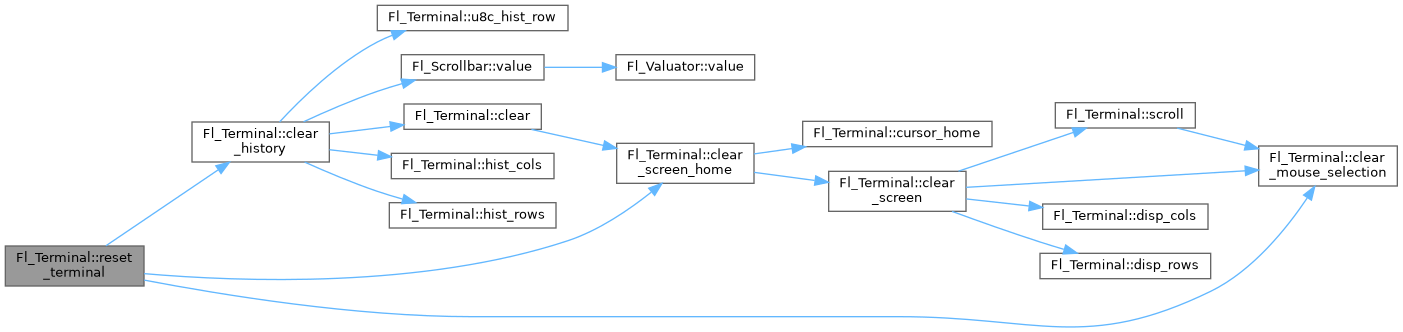 Fl_Terminal::reset
_terminal
Fl_Terminal::clear
_history
Fl_Terminal::u8c_hist_row
Fl_Scrollbar::value
Fl_Valuator::value
Fl_Terminal::clear
Fl_Terminal::hist_cols
Fl_Terminal::hist_rows
Fl_Terminal::clear
_screen_home
Fl_Terminal::cursor_home
Fl_Terminal::clear
_screen
Fl_Terminal::scroll
Fl_Terminal::clear
_mouse_selection
Fl_Terminal::disp_cols
Fl_Terminal::disp_rows